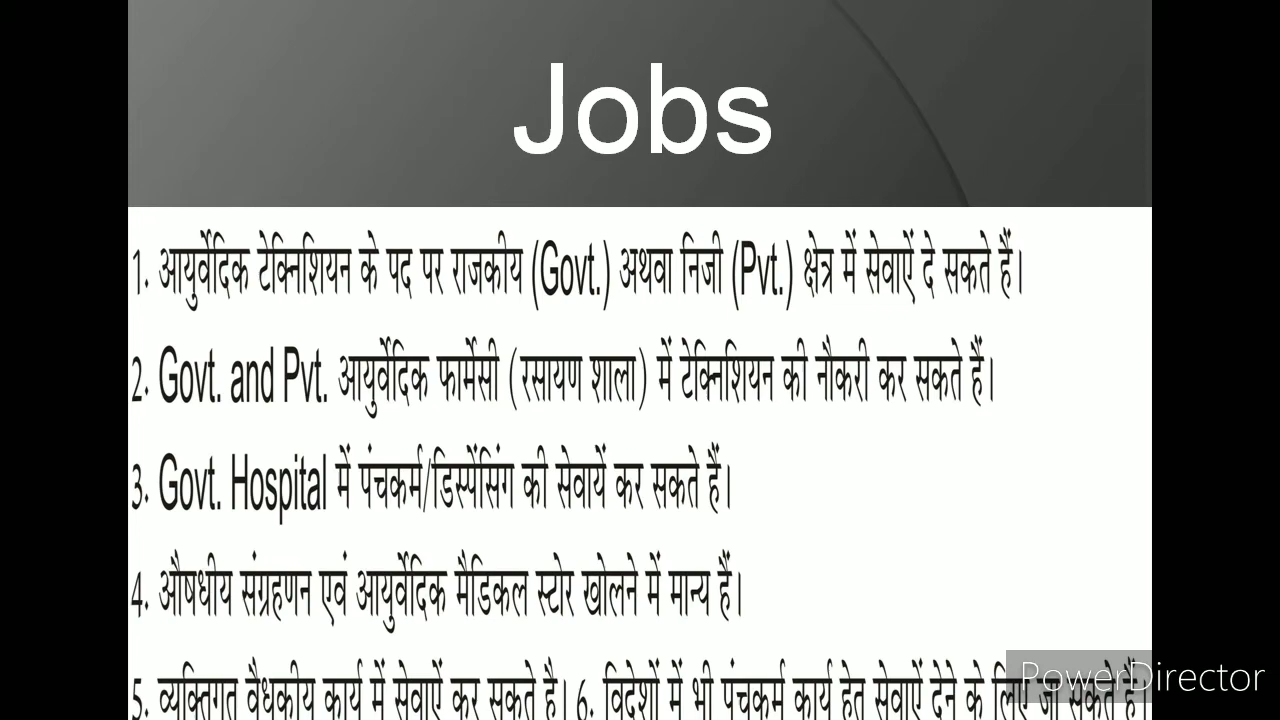 Jobs
1. आयुर्वेदिक टेक्निशियन के पद पर राजकीय (Govt.) अथवा निजी (Pvt.) क्षेत्र में सेवाऐं दे सकते हैं।
2. Govt. and Pvt. आयुर्वेदिक फार्मेसी (रसायण शाला) में टेक्निशियन की नौकरी कर सकते हैं।
3. Govt. Hospital में पंचकर्म/डिस्पेंसिंग की सेवायें कर सकते हैं।
4. औषधीय संग्रहणन एवं आयुर्वेदिक मैडिकल स्टोर खोलने में मान्य हैं।
5. व्यक्तिगत वैधकीय कार्य में सेवाऐं कर सकते है। 6. विदेशों में भी पंचकर्म कार्य हेतु सेवाऐं देने के लिए जा सकते हैं।
PowerDirector